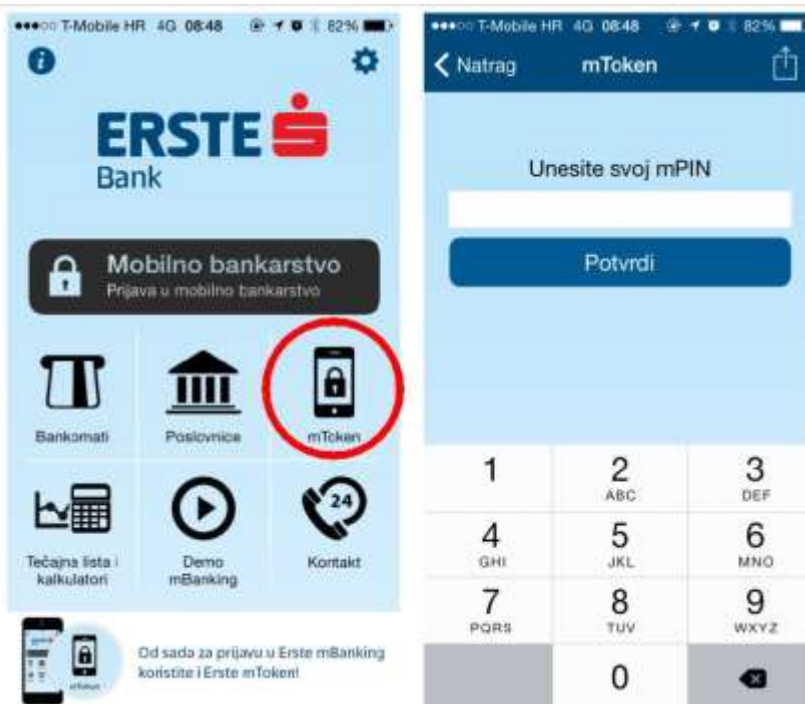 T-Mobile HR 4G 08:48 82%
ERSTE
Bank
Mobilno bankarstvo
Prijava u mobilno bankarstvo
Bankomati
Poslovnice
mToken
24
Tečajna lista i
kalkulatori
Demo
mBanking
Kontakt
Od sada za prijavu u Erste mBanking
koristite i Erste mToken!
T-Mobile HR 4G 08:48 82%
Natrag
mToken
Unesite svoj mPIN
Potvrdi
1
2
ABC
3
DEF
4
GHI
5
JKL
6
MNO
7
PQRS
8
TUV
9
WXYZ
0